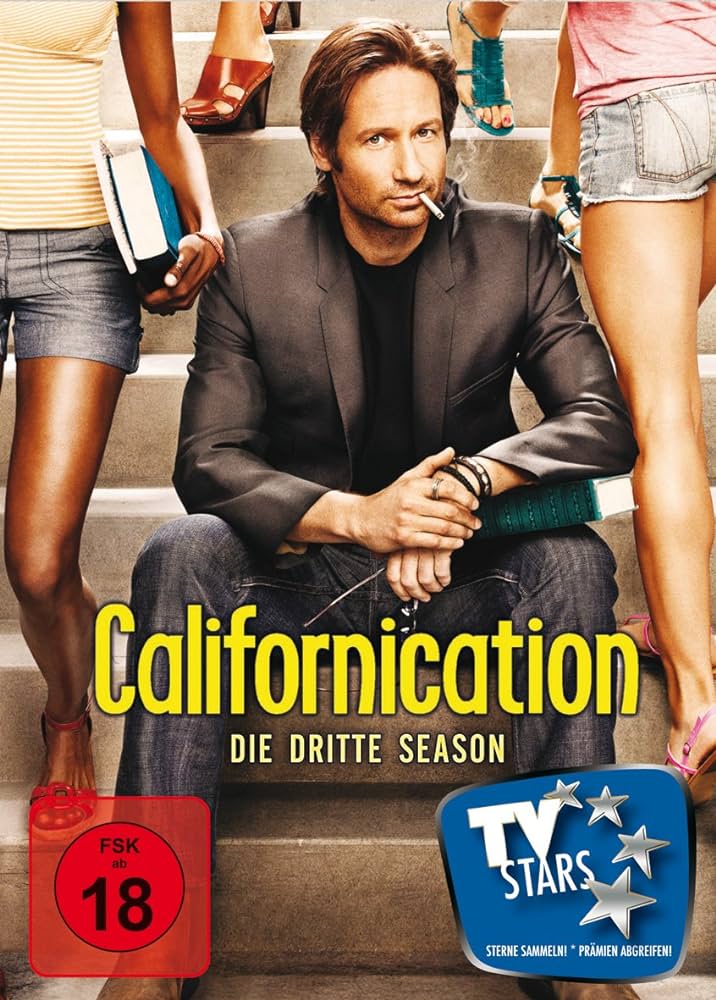 Californication
DIE DRITTE SEASON
FSK
ab
18
TV
STARS
STERNE SAMMELN! * PRÄMIEN ABGREIFEN!